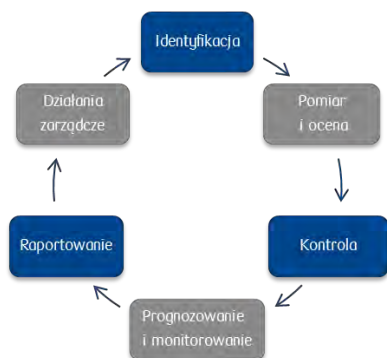 Identyfikacja
Pomiar
i ocena
Kontrola
Prognozowanie
i monitorowanie
Raportowanie
Działania
zarządcze